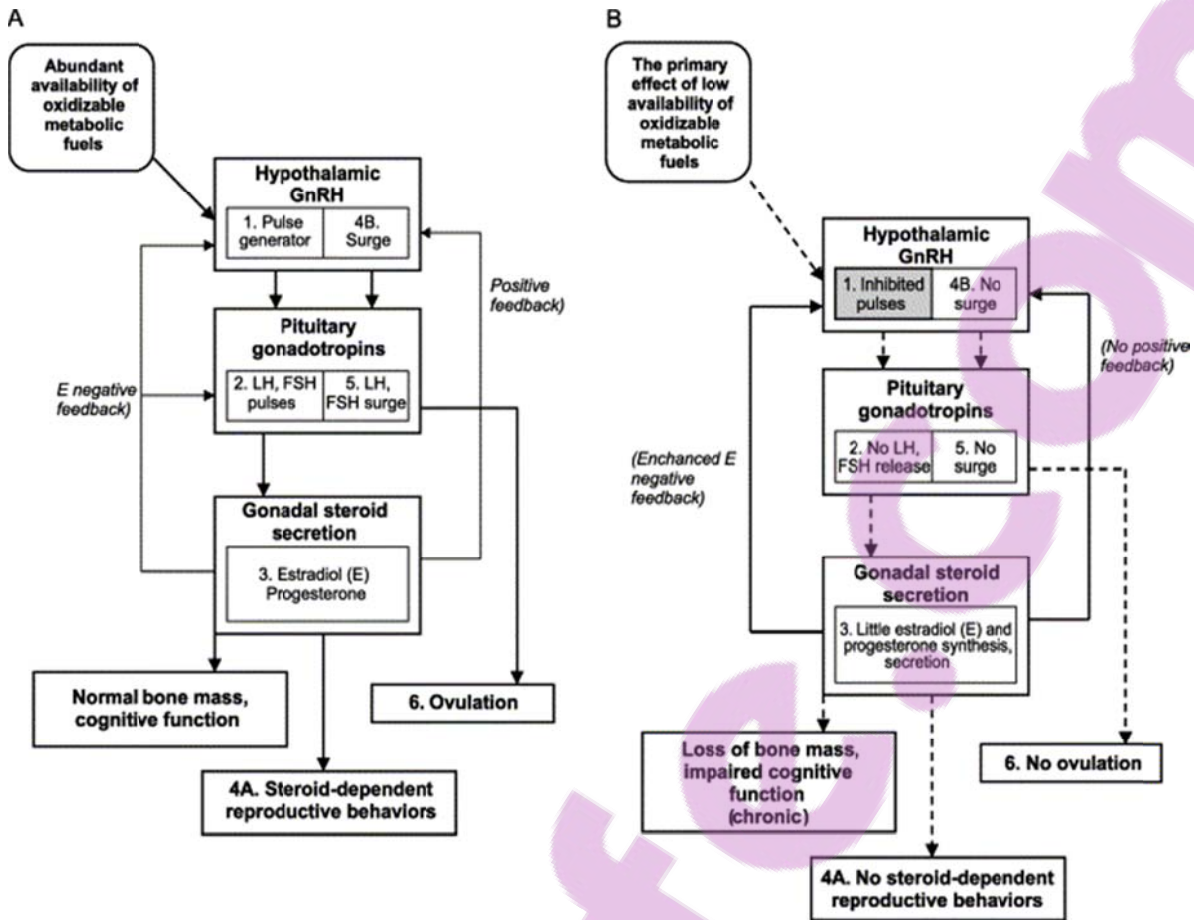 A
Abundant
availability of
oxidizable
metabolic
fuels
Hypothalamic
GnRH
1. Pulse
generator
4B.
Surge
Positive
feedback)
Pituitary
gonadotropins
E negative
feedback)
2. LH, FSH
pulses
5. LH,
FSH surge
Gonadal steroid
secretion
3. Estradiol (E)
Progesterone
Normal bone mass,
cognitive function
6. Ovulation
4A. Steroid-dependent
reproductive behaviors
B
The primary
effect of low
availability of
oxidizable
metabolic
fuels
Hypothalamic
GnRH
1. Inhibited
pulses
4B. No
surge
(No positive
feedback)
Pituitary
gonadotropins
2. No LH,
FSH release
5. No
surge
(Enchanced E
negative
feedback)
Gonadal steroid
secretion
3. Little estradiol (E) and
progesterone synthesis,
secretion
Loss of bone mass,
impaired cognitive
function
(chronic)
6. No ovulation
4A. No steroid-dependent
reproductive behaviors
fe.com